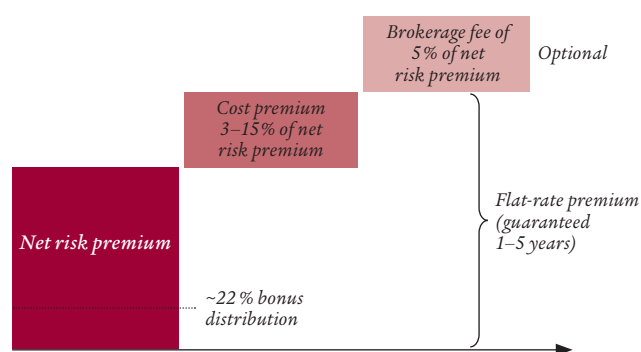 Brokerage fee of
5% of net
risk premium
Optional
Cost premium
3–15% of net
risk premium
Net risk premium
Flat-rate premium
(guaranteed
1–5 years)
~22% bonus
distribution